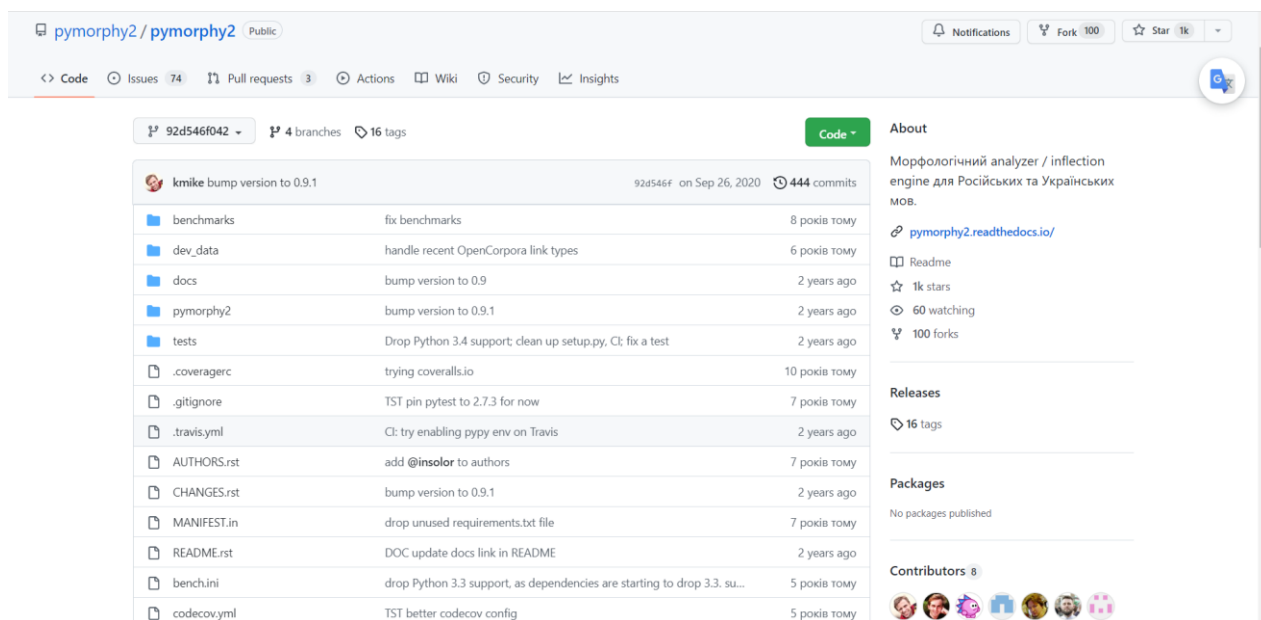 pymorphy2 / pymorphy2 Public
Notifications
Fork 100
Star 1k
Code
Issues 74
Pull requests 3
Actions
Wiki
Security
Insights
G
92d546f042
4 branches
16 tags
Code
kmike bump version to 0.9.1
92d546f on Sep 26, 2020
444 commits
benchmarks fix benchmarks 8 років тому
dev_data handle recent OpenCorpora link types 6 років тому
docs bump version to 0.9 2 years ago
pymorphy2 bump version to 0.9.1 2 years ago
tests Drop Python 3.4 support; clean up setup.py, CI; fix a test 2 years ago
.coveragerc trying coveralls.io 10 років тому
.gitignore TST pin pytest to 2.7.3 for now 7 років тому
.travis.yml CI: try enabling pypy env on Travis 2 years ago
AUTHORS.rst add @insolor to authors 7 років тому
CHANGES.rst bump version to 0.9.1 2 years ago
MANIFEST.in drop unused requirements.txt file 7 років тому
README.rst DOC update docs link in README 2 years ago
bench.ini drop Python 3.3 support, as dependencies are starting to drop 3.3. su... 5 років тому
codecov.yml TST better codecov config 5 років тому
About
Морфологічний analyzer / inflection
engine для Російських та Українських
мов.
pymorphy2.readthedocs.io/
Readme
1k stars
60 watching
100 forks
Releases
16 tags
Packages
No packages published
Contributors 8